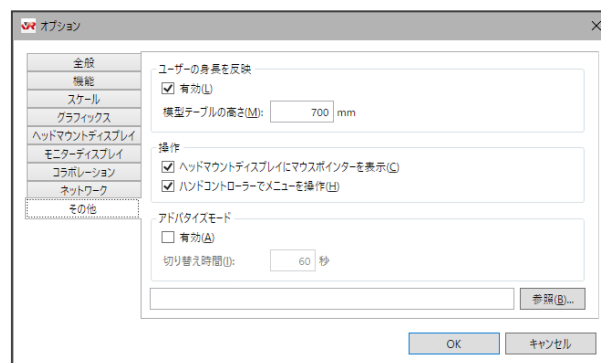 VR オプション
全般
機能
スケール
グラフィックス
ヘッドマウントディスプレイ
モニターディスプレイ
コラボレーション
ネットワーク
その他
ユーザーの身長を反映
有効(L)
模型テーブルの高さ(M): 700 mm
操作
ヘッドマウントディスプレイにマウスポインターを表示(C)
ハンドコントローラーでメニューを操作(H)
アドバタイズモード
有効(A)
切り替え時間(I): 60 秒
参照(B)...
OK キャンセル